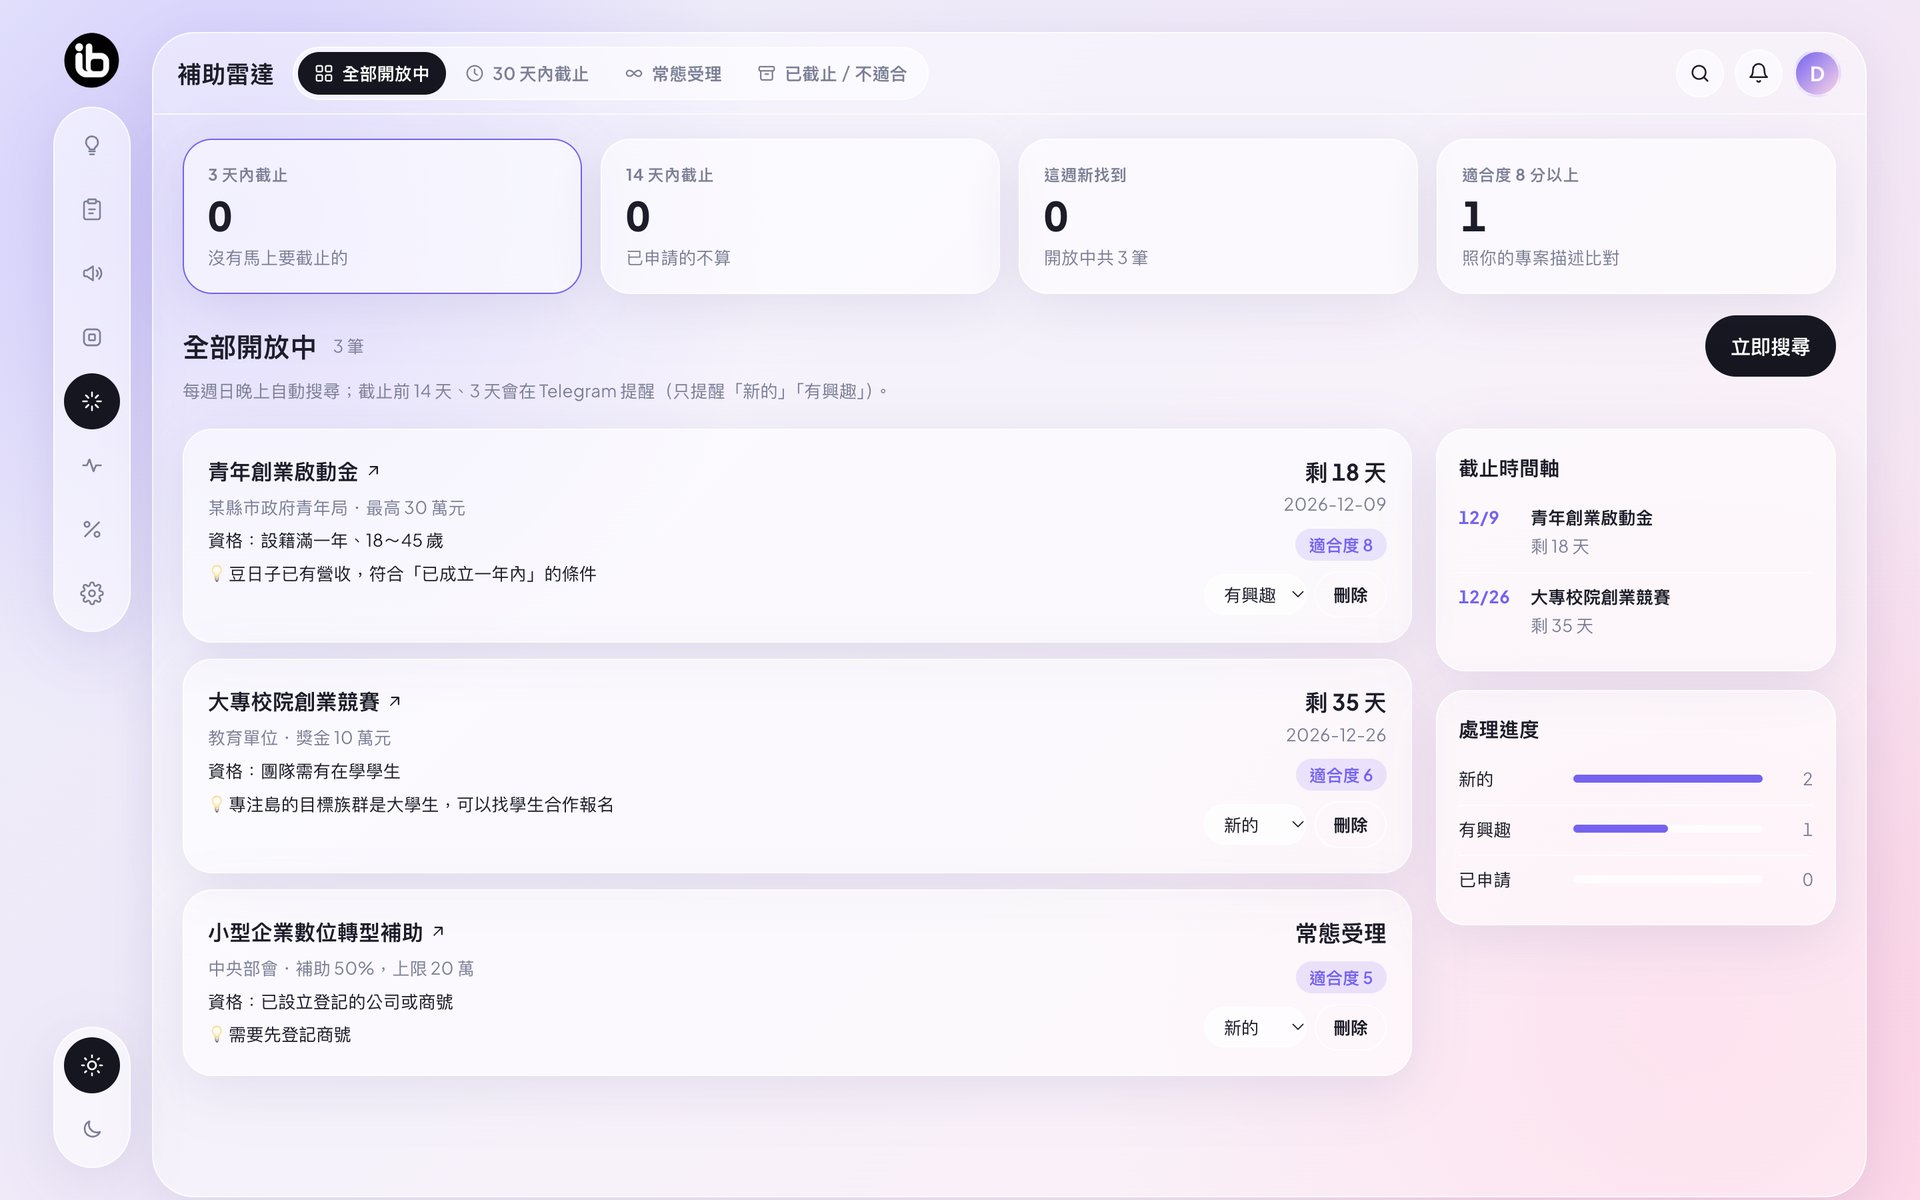 ib
補助雷達
全部開放中
30 天內截止
常態受理
已截止 / 不適合
D
3 天內截止
0
沒有馬上要截止的
14 天內截止
0
已申請的不算
這週新找到
0
開放中共 3 筆
適合度 8 分以上
1
照你的專案描述比對
全部開放中 3 筆
立即搜尋
每週日晚上自動搜尋；截止前 14 天、3 天會在 Telegram 提醒（只提醒「新的」「有興趣」）。
青年創業啟動金
某縣市政府青年局 · 最高 30 萬元
資格：設籍滿一年、18～45 歲
豆日子已有營收，符合「已成立一年內」的條件
剩 18 天
2026-12-09
適合度 8
有興趣
刪除
大專校院創業競賽
教育單位 · 獎金 10 萬元
資格：團隊需有在學學生
專注島的目標族群是大學生，可以找學生合作報名
剩 35 天
2026-12-26
適合度 6
新的
刪除
小型企業數位轉型補助
中央部會 · 補助 50%，上限 20 萬
資格：已設立登記的公司或商號
需要先登記商號
常態受理
適合度 5
新的
刪除
截止時間軸
12/9 青年創業啟動金
剩 18 天
12/26 大專校院創業競賽
剩 35 天
處理進度
新的 2
有興趣 1
已申請 0